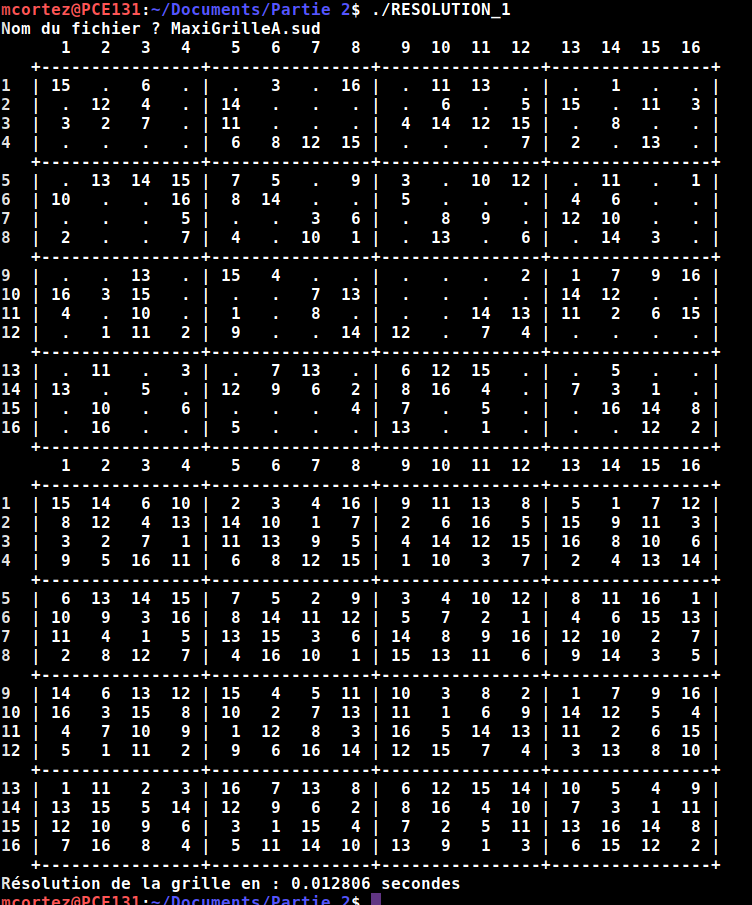 mcortez@PCE131:~/Documents/Partie 2$ ./RESOLUTION_1
Nom du fichier ? MaxiGrilleA.sud
      1   2   3   4    5   6   7   8    9  10  11  12   13  14  15  16
   +----------------+----------------+----------------+----------------+
1  | 15   .   6   . |  .   3   .  16 |  .  11  13   . |  .   1   .   . |
2  |  .  12   4   . | 14   .   .   . |  .   6   .   5 | 15   .  11   3 |
3  |  3   2   7   . | 11   .   .   . |  4  14  12  15 |  .   8   .   . |
4  |  .   .   .   . |  6   8  12  15 |  .   .   .   7 |  2   .  13   . |
   +----------------+----------------+----------------+----------------+
5  |  .  13  14  15 |  7   5   .   9 |  3   .  10  12 |  .  11   .   1 |
6  | 10   .   .  16 |  8  14   .   . |  5   .   .   . |  4   6   .   . |
7  |  .   .   .   5 |  .   .   3   6 |  .   8   9   . | 12  10   .   . |
8  |  2   .   .   7 |  4   .  10   1 |  .  13   .   6 |  .  14   3   . |
   +----------------+----------------+----------------+----------------+
9  |  .   .  13   . | 15   4   .   . |  .   .   .   2 |  1   7   9  16 |
10 | 16   3  15   . |  .   .   7  13 |  .   .   .   . | 14  12   .   . |
11 |  4   .  10   . |  1   .   8   . |  .   .  14  13 | 11   2   6  15 |
12 |  .   1  11   2 |  9   .   .  14 | 12   .   7   4 |  .   .   .   . |
   +----------------+----------------+----------------+----------------+
13 |  .  11   .   3 |  .   7  13   . |  6  12  15   . |  .   5   .   . |
14 | 13   .   5   . | 12   9   6   2 |  8  16   4   . |  7   3   1   . |
15 |  .  10   .   6 |  .   .   .   4 |  7   .   5   . |  .  16  14   8 |
16 |  .  16   .   . |  5   .   .   . | 13   .   1   . |  .   .  12   2 |
   +----------------+----------------+----------------+----------------+
      1   2   3   4    5   6   7   8    9  10  11  12   13  14  15  16
   +----------------+----------------+----------------+----------------+
1  | 15  14   6  10 |  2   3   4  16 |  9  11  13   8 |  5   1   7  12 |
2  |  8  12   4  13 | 14  10   1   7 |  2   6  16   5 | 15   9  11   3 |
3  |  3   2   7   1 | 11  13   9   5 |  4  14  12  15 | 16   8  10   6 |
4  |  9   5  16  11 |  6   8  12  15 |  1  10   3   7 |  2   4  13  14 |
   +----------------+----------------+----------------+----------------+
5  |  6  13  14  15 |  7   5   2   9 |  3   4  10  12 |  8  11  16   1 |
6  | 10   9   3  16 |  8  14  11  12 |  5   7   2   1 |  4   6  15  13 |
7  | 11   4   1   5 | 13  15   3   6 | 14   8   9  16 | 12  10   2   7 |
8  |  2   8  12   7 |  4  16  10   1 | 15  13  11   6 |  9  14   3   5 |
   +----------------+----------------+----------------+----------------+
9  | 14   6  13  12 | 15   4   5  11 | 10   3   8   2 |  1   7   9  16 |
10 | 16   3  15   8 | 10   2   7  13 | 11   1   6   9 | 14  12   5   4 |
11 |  4   7  10   9 |  1  12   8   3 | 16   5  14  13 | 11   2   6  15 |
12 |  5   1  11   2 |  9   6  16  14 | 12  15   7   4 |  3  13   8  10 |
   +----------------+----------------+----------------+----------------+
13 |  1  11   2   3 | 16   7  13   8 |  6  12  15  14 | 10   5   4   9 |
14 | 13  15   5  14 | 12   9   6   2 |  8  16   4  10 |  7   3   1  11 |
15 | 12  10   9   6 |  3   1  15   4 |  7   2   5  11 | 13  16  14   8 |
16 |  7  16   8   4 |  5  11  14  10 | 13   9   1   3 |  6  15  12   2 |
   +----------------+----------------+----------------+----------------+
Résolution de la grille en : 0.012806 secondes
mcortez@PCE131:~/Documents/Partie 2$